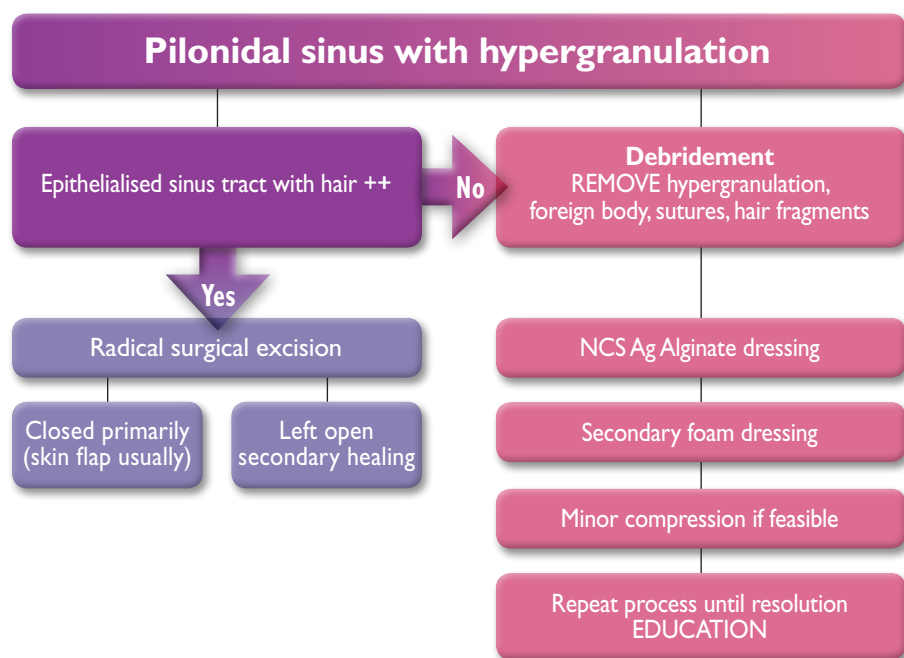 Pilonidal sinus with hypergranulation
Epithelialised sinus tract with hair ++
No
Debridement
REMOVE hypergranulation,
foreign body, sutures, hair fragments
Yes
Radical surgical excision
Closed primarily
(skin flap usually)
Left open
secondary healing
NCS Ag Alginate dressing
Secondary foam dressing
Minor compression if feasible
Repeat process until resolution
EDUCATION